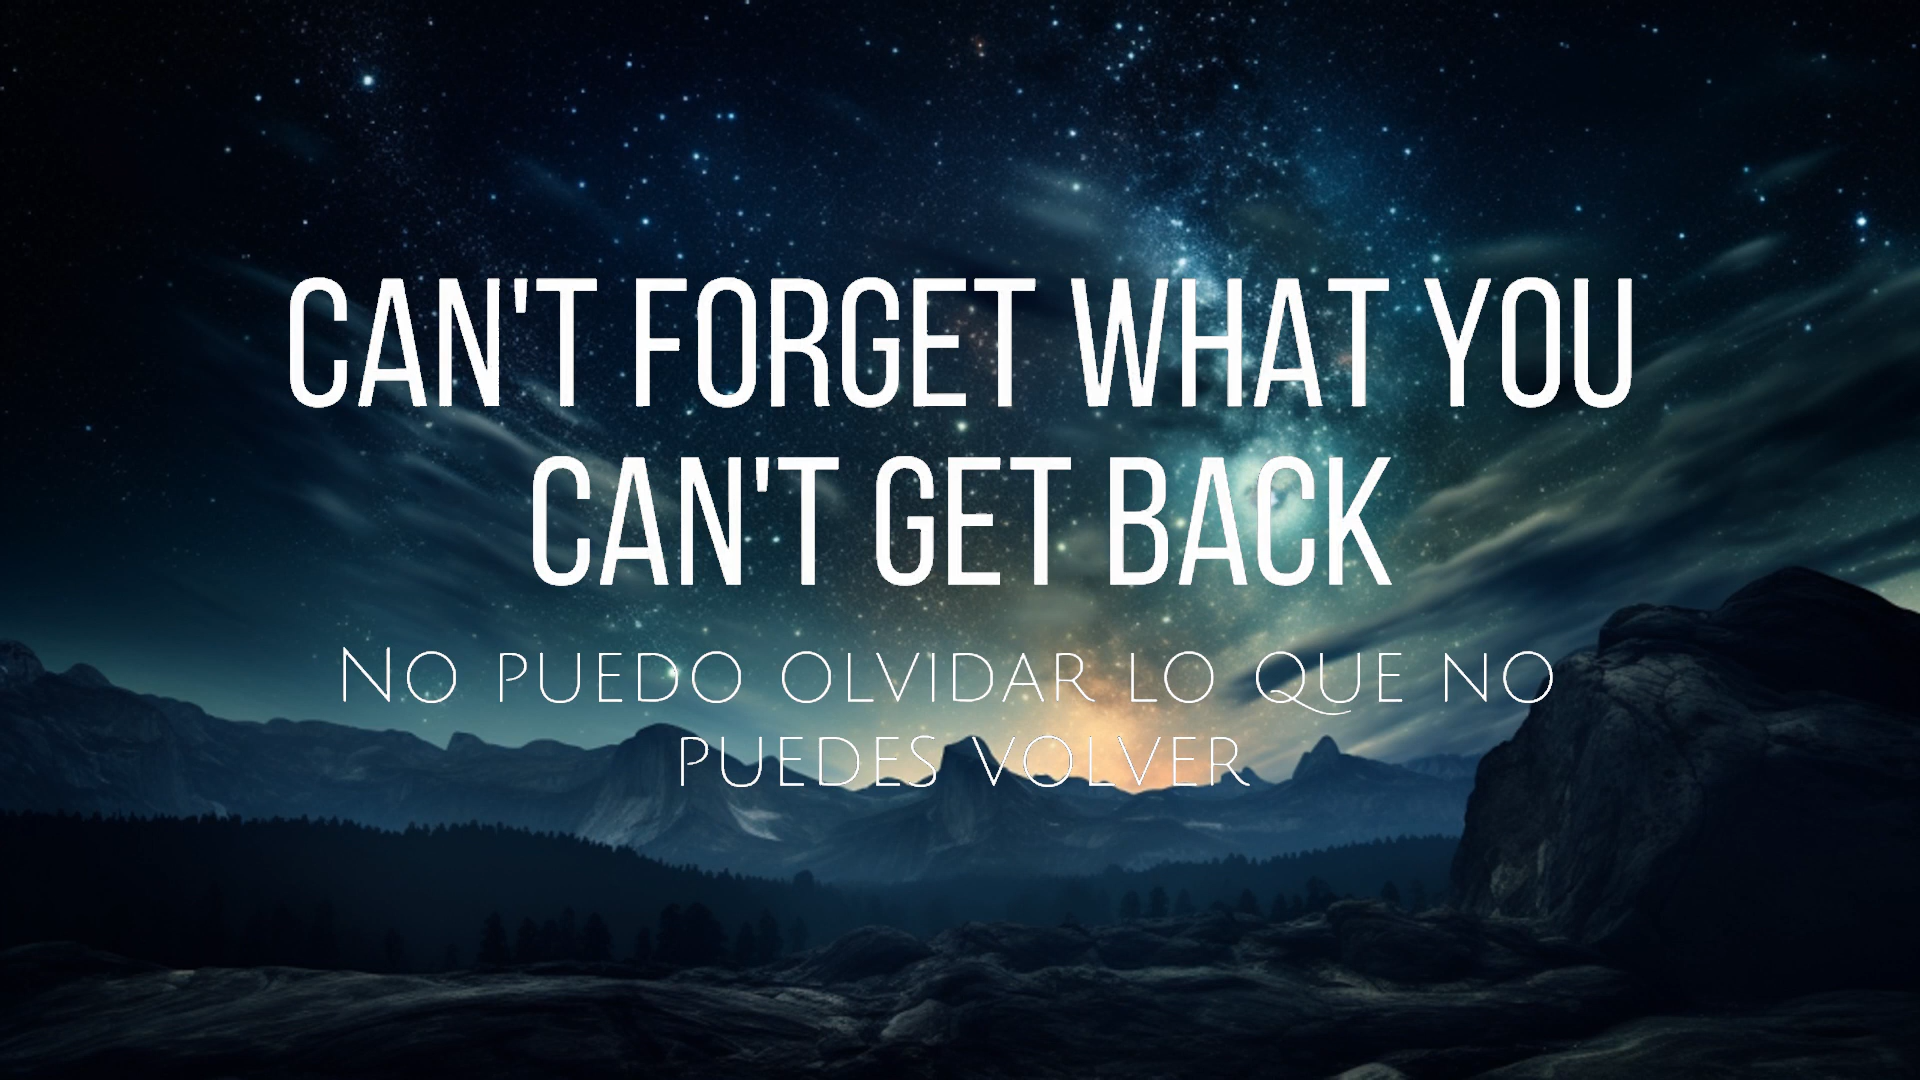 CAN'T FORGET WHAT YOU
CAN'T GET BACK
No puedo olvidar lo que no
puedes volver